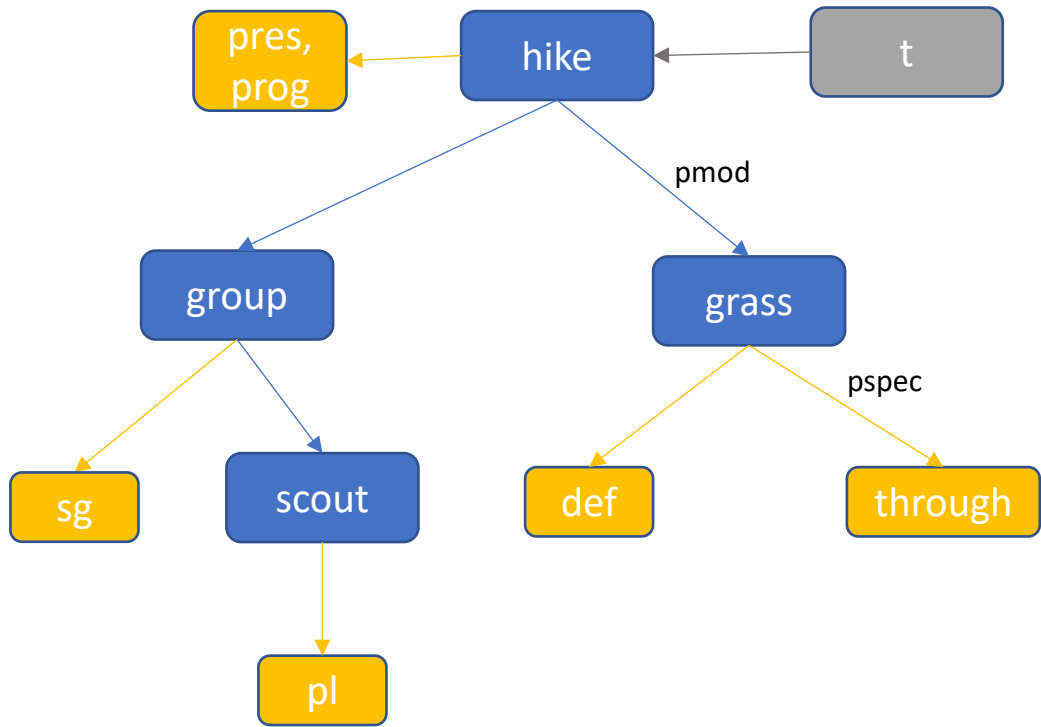 pres,
prog
hike
t
pmod
group
grass
pspec
sg
scout
def
through
pl